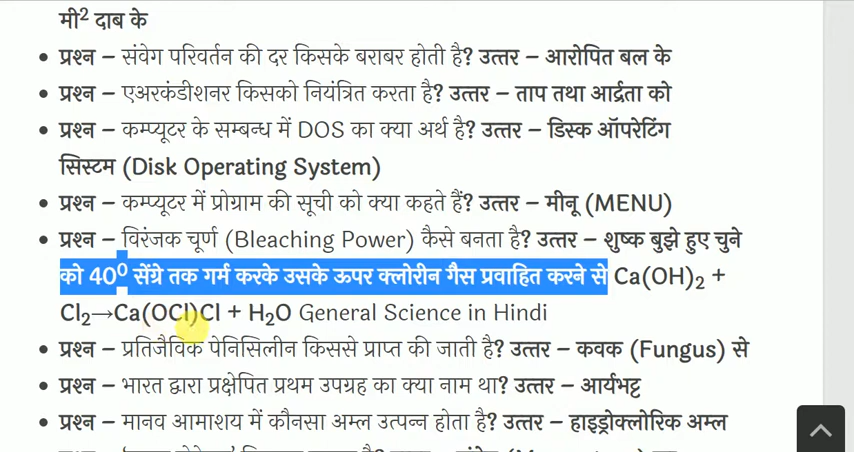 मी² दाब के
प्रश्न – संवेग परिवर्तन की दर किसके बराबर होती है? उत्तर – आरोपित बल के
प्रश्न – एअरकंडीशनर किसको नियंत्रित करता है? उत्तर – ताप तथा आर्द्रता को
प्रश्न – कम्प्यूटर के सम्बन्ध में DOS का क्या अर्थ है? उत्तर – डिस्क ऑपरेटिंग
सिस्टम (Disk Operating System)
प्रश्न – कम्प्यूटर में प्रोग्राम की सूची को क्या कहते हैं? उत्तर – मीनू (MENU)
प्रश्न – विरंजक चूर्ण (Bleaching Power) कैसे बनता है? उत्तर – शुष्क बुझे हुए चुने
को 40⁰ सेंग्रे तक गर्म करके उसके ऊपर क्लोरीन गैस प्रवाहित करने से Ca(OH)₂ +
Cl₂→Ca(OCl)Cl + H₂O General Science in Hindi
प्रश्न – प्रतिजैविक पेनिसिलीन किससे प्राप्त की जाती है? उत्तर – कवक (Fungus) से
प्रश्न – भारत द्वारा प्रक्षेपित प्रथम उपग्रह का क्या नाम था? उत्तर – आर्यभट्ट
प्रश्न – मानव आमाशय में कौनसा अम्ल उत्पन्न होता है? उत्तर – हाइड्रोक्लोरिक अम्ल